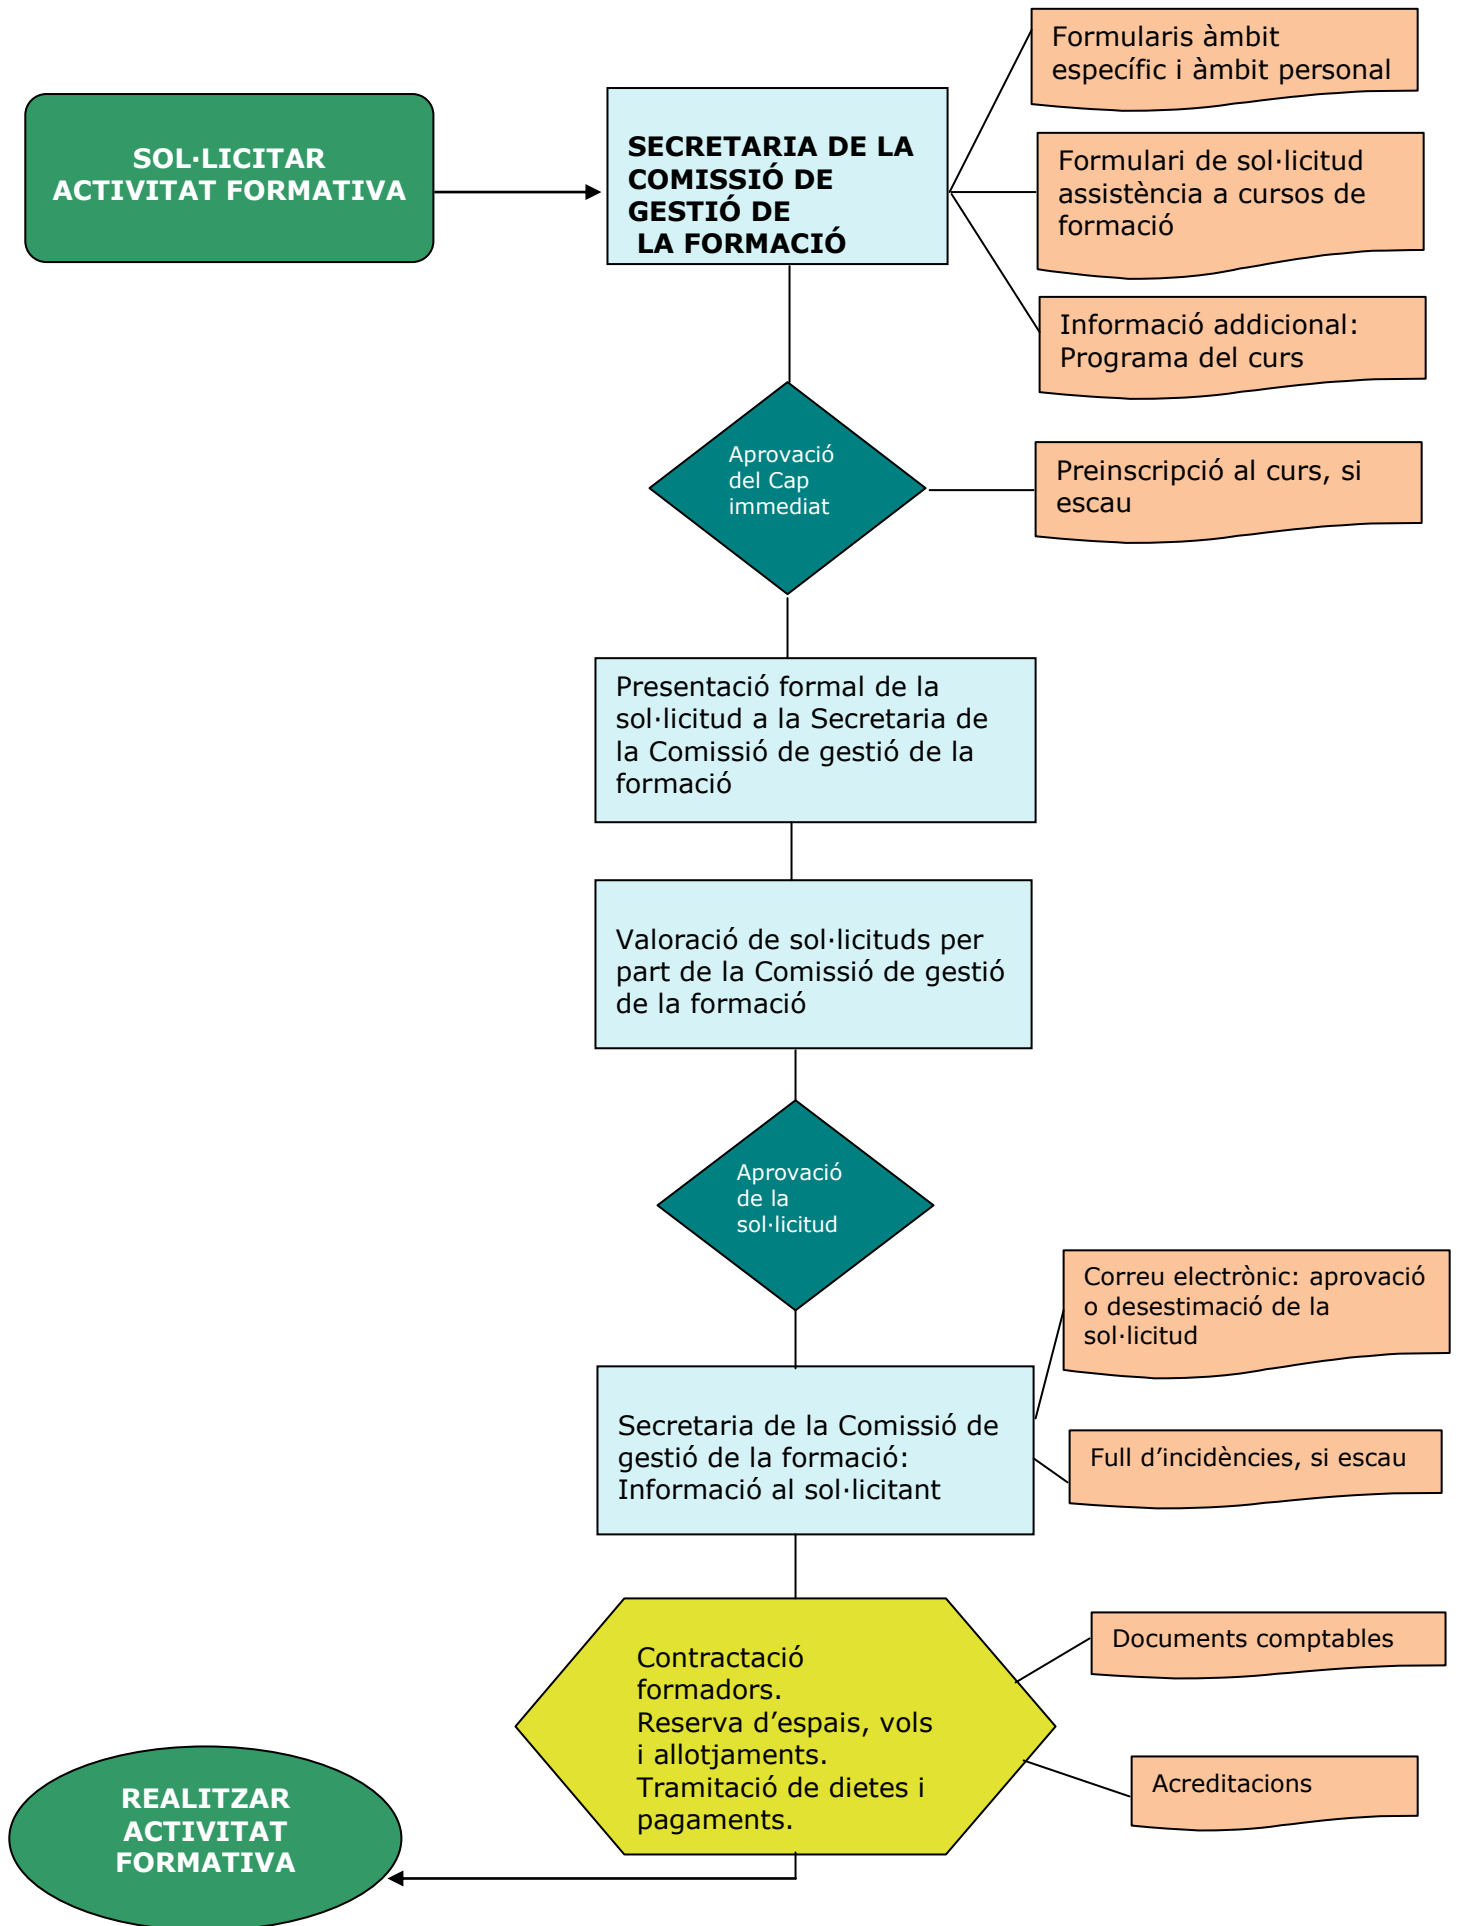 SOL·LICITAR
ACTIVITAT FORMATIVA
SECRETARIA DE LA
COMISSIÓ DE
GESTIÓ DE
LA FORMACIÓ
Formularis àmbit
específic i àmbit personal
Formulari de sol·licitud
assistència a cursos de
formació
Informació addicional:
Programa del curs
Aprovació
del Cap
immediat
Preinscripció al curs, si
escau
Presentació formal de la
sol·licitud a la Secretaria de
la Comissió de gestió de la
formació
Valoració de sol·licituds per
part de la Comissió de gestió
de la formació
Aprovació
de la
sol·licitud
Correu electrònic: aprovació
o desestimació de la
sol·licitud
Secretaria de la Comissió de
gestió de la formació:
Informació al sol·licitant
Full d’incidències, si escau
Contractació
formadors.
Reserva d’espais, vols
i allotjaments.
Tramitació de dietes i
pagaments.
Documents comptables
Acreditacions
REALITZAR
ACTIVITAT
FORMATIVA